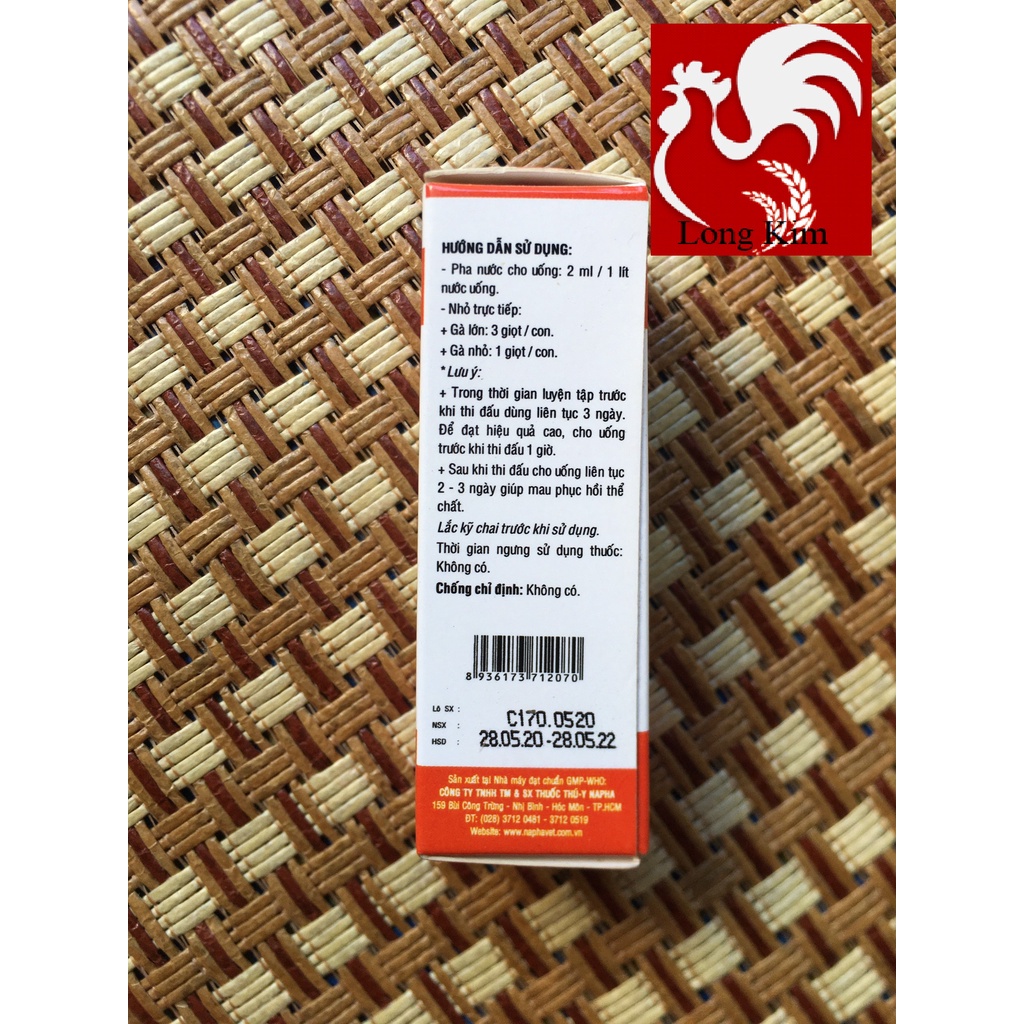 Long Kim
HƯỚNG DẪN SỬ DỤNG:
- Pha nước cho uống: 2 ml / 1 lít
nước uống.
- Nhỏ trực tiếp:
+ Gà lớn: 3 giọt / con.
+ Gà nhỏ: 1 giọt / con.
* Lưu ý:
+ Trong thời gian luyện tập trước
khi thi đấu dùng liên tục 3 ngày.
Để đạt hiệu quả cao, cho uống
trước khi thi đấu 1 giờ.
+ Sau khi thi đấu cho uống liên tục
2 - 3 ngày giúp mau phục hồi thể
chất.
Lắc kỹ chai trước khi sử dụng.
Thời gian ngưng sử dụng thuốc:
Không có.
Chống chỉ định: Không có.
8 936173 712070
Lô SX : C170.0520
NSX :
HSD : 28.05.20-28.05.22
Sản xuất tại Nhà máy đạt chuẩn GMP-WHO:
CÔNG TY TNHH TM & SX THUỐC THÚ-Y NAPHA
159 Bùi Công Trừng - Nhị Bình - Hóc Môn - TP.HCM
ĐT: (028) 3712 0481 - 3712 0519
Website: www.naphavet.com.vn